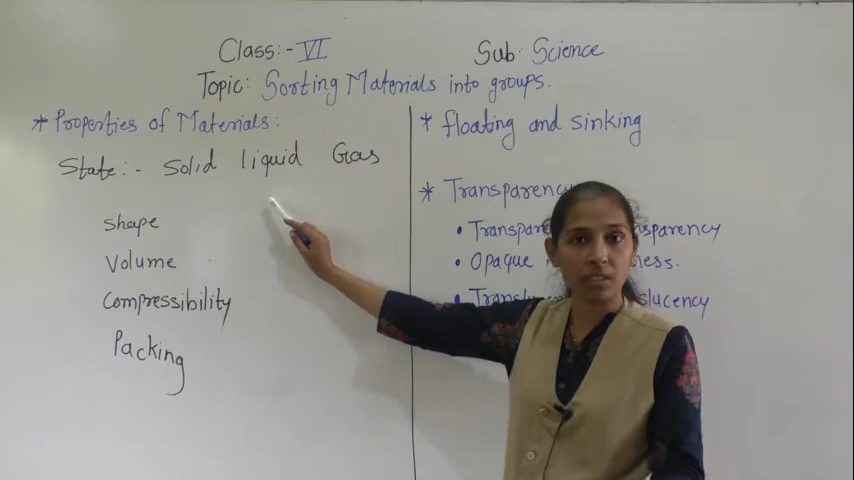 Class:- VI Sub: Science
Topic: Sorting Materials into groups.
* Properties of Materials:
State:- Solid liquid Gas
shape
Volume
Compressibility
Packing
* floating and sinking
* Transparency
• Opaque